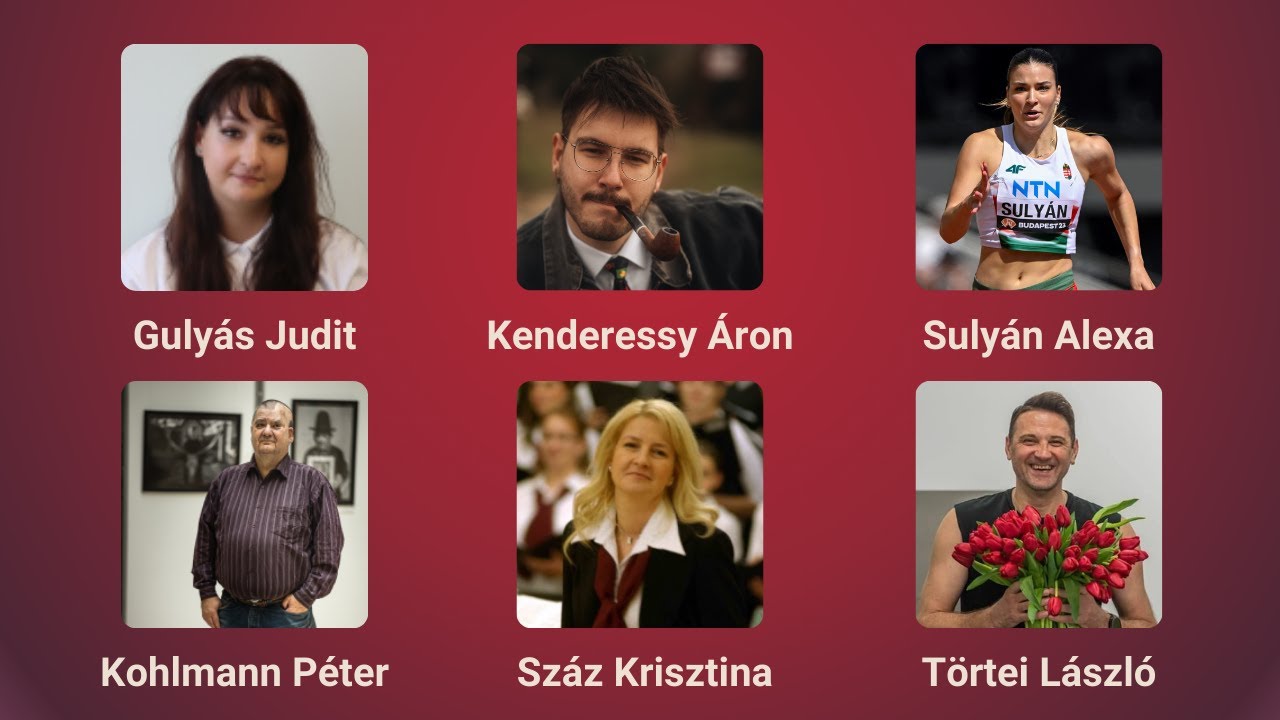 4F
NTN
SULYÁN
BUDAPEST23
Gulyás Judit
Kenderessy Áron
Sulyán Alexa
Kohlmann Péter
Száz Krisztina
Törtei László